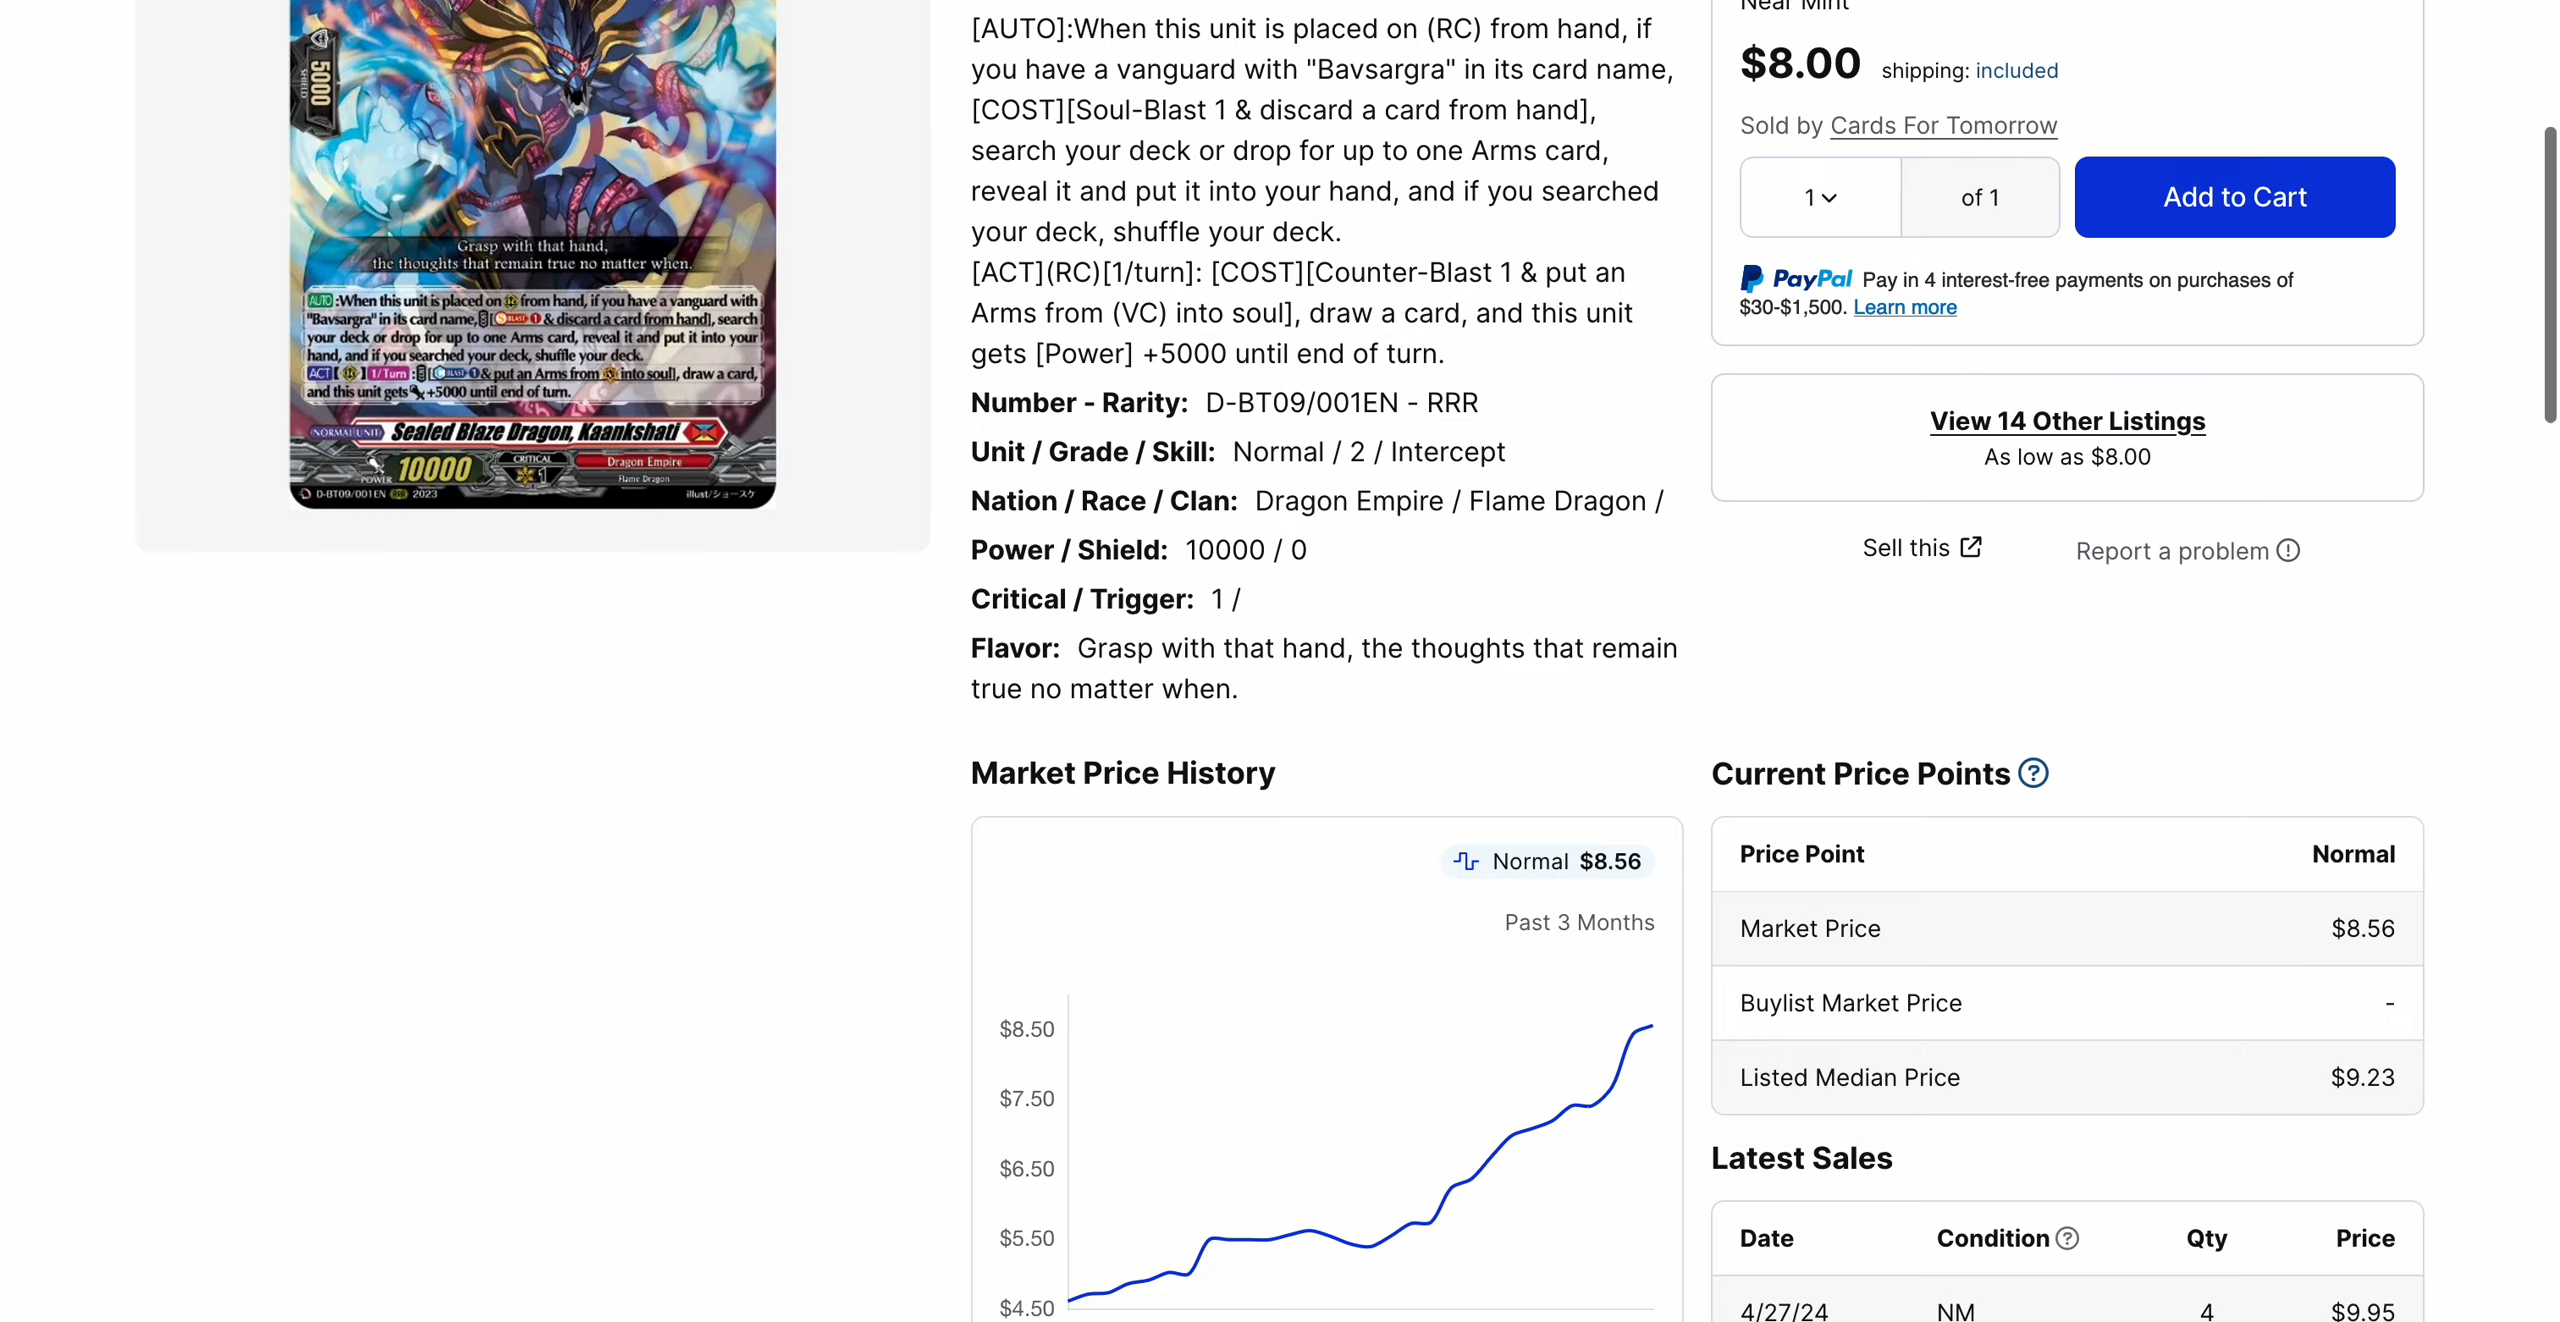 SHIELD 5000
Grasp with that hand,
the thoughts that remain true no matter when.
AUTO:When this unit is placed on from hand, if you have a vanguard with
"Bavsargra" in its card name, [BLAST 1 & discard a card from hand], search
your deck or drop for up to one Arms card, reveal it and put it into your
hand, and if you searched your deck, shuffle your deck.
ACT[ ]1/Turn:[BLAST 1 & put an Arms from into soul], draw a card,
and this unit gets +5000 until end of turn.
NORMAL UNIT Sealed Blaze Dragon, Kaankshati
POWER 10000 CRITICAL 1 Dragon Empire
Flame Dragon
D-BT09/001EN RRR 2023 illust/ショースケ
[AUTO]:When this unit is placed on (RC) from hand, if
you have a vanguard with "Bavsargra" in its card name,
[COST][Soul-Blast 1 & discard a card from hand],
search your deck or drop for up to one Arms card,
reveal it and put it into your hand, and if you searched
your deck, shuffle your deck.
[ACT](RC)[1/turn]: [COST][Counter-Blast 1 & put an
Arms from (VC) into soul], draw a card, and this unit
gets [Power] +5000 until end of turn.
Number - Rarity: D-BT09/001EN - RRR
Unit / Grade / Skill: Normal / 2 / Intercept
Nation / Race / Clan: Dragon Empire / Flame Dragon /
Power / Shield: 10000 / 0
Critical / Trigger: 1 /
Flavor: Grasp with that hand, the thoughts that remain
true no matter when.
Near Mint
$8.00 shipping: included
Sold by Cards For Tomorrow
1 of 1 Add to Cart
PayPal Pay in 4 interest-free payments on purchases of
$30-$1,500. Learn more
View 14 Other Listings
As low as $8.00
Sell this Report a problem
Market Price History
Normal $8.56
Past 3 Months
$8.50
$7.50
$6.50
$5.50
$4.50
Current Price Points
Price Point Normal
Market Price $8.56
Buylist Market Price -
Listed Median Price $9.23
Latest Sales
Date Condition Qty Price
4/27/24 NM 4 $9.95